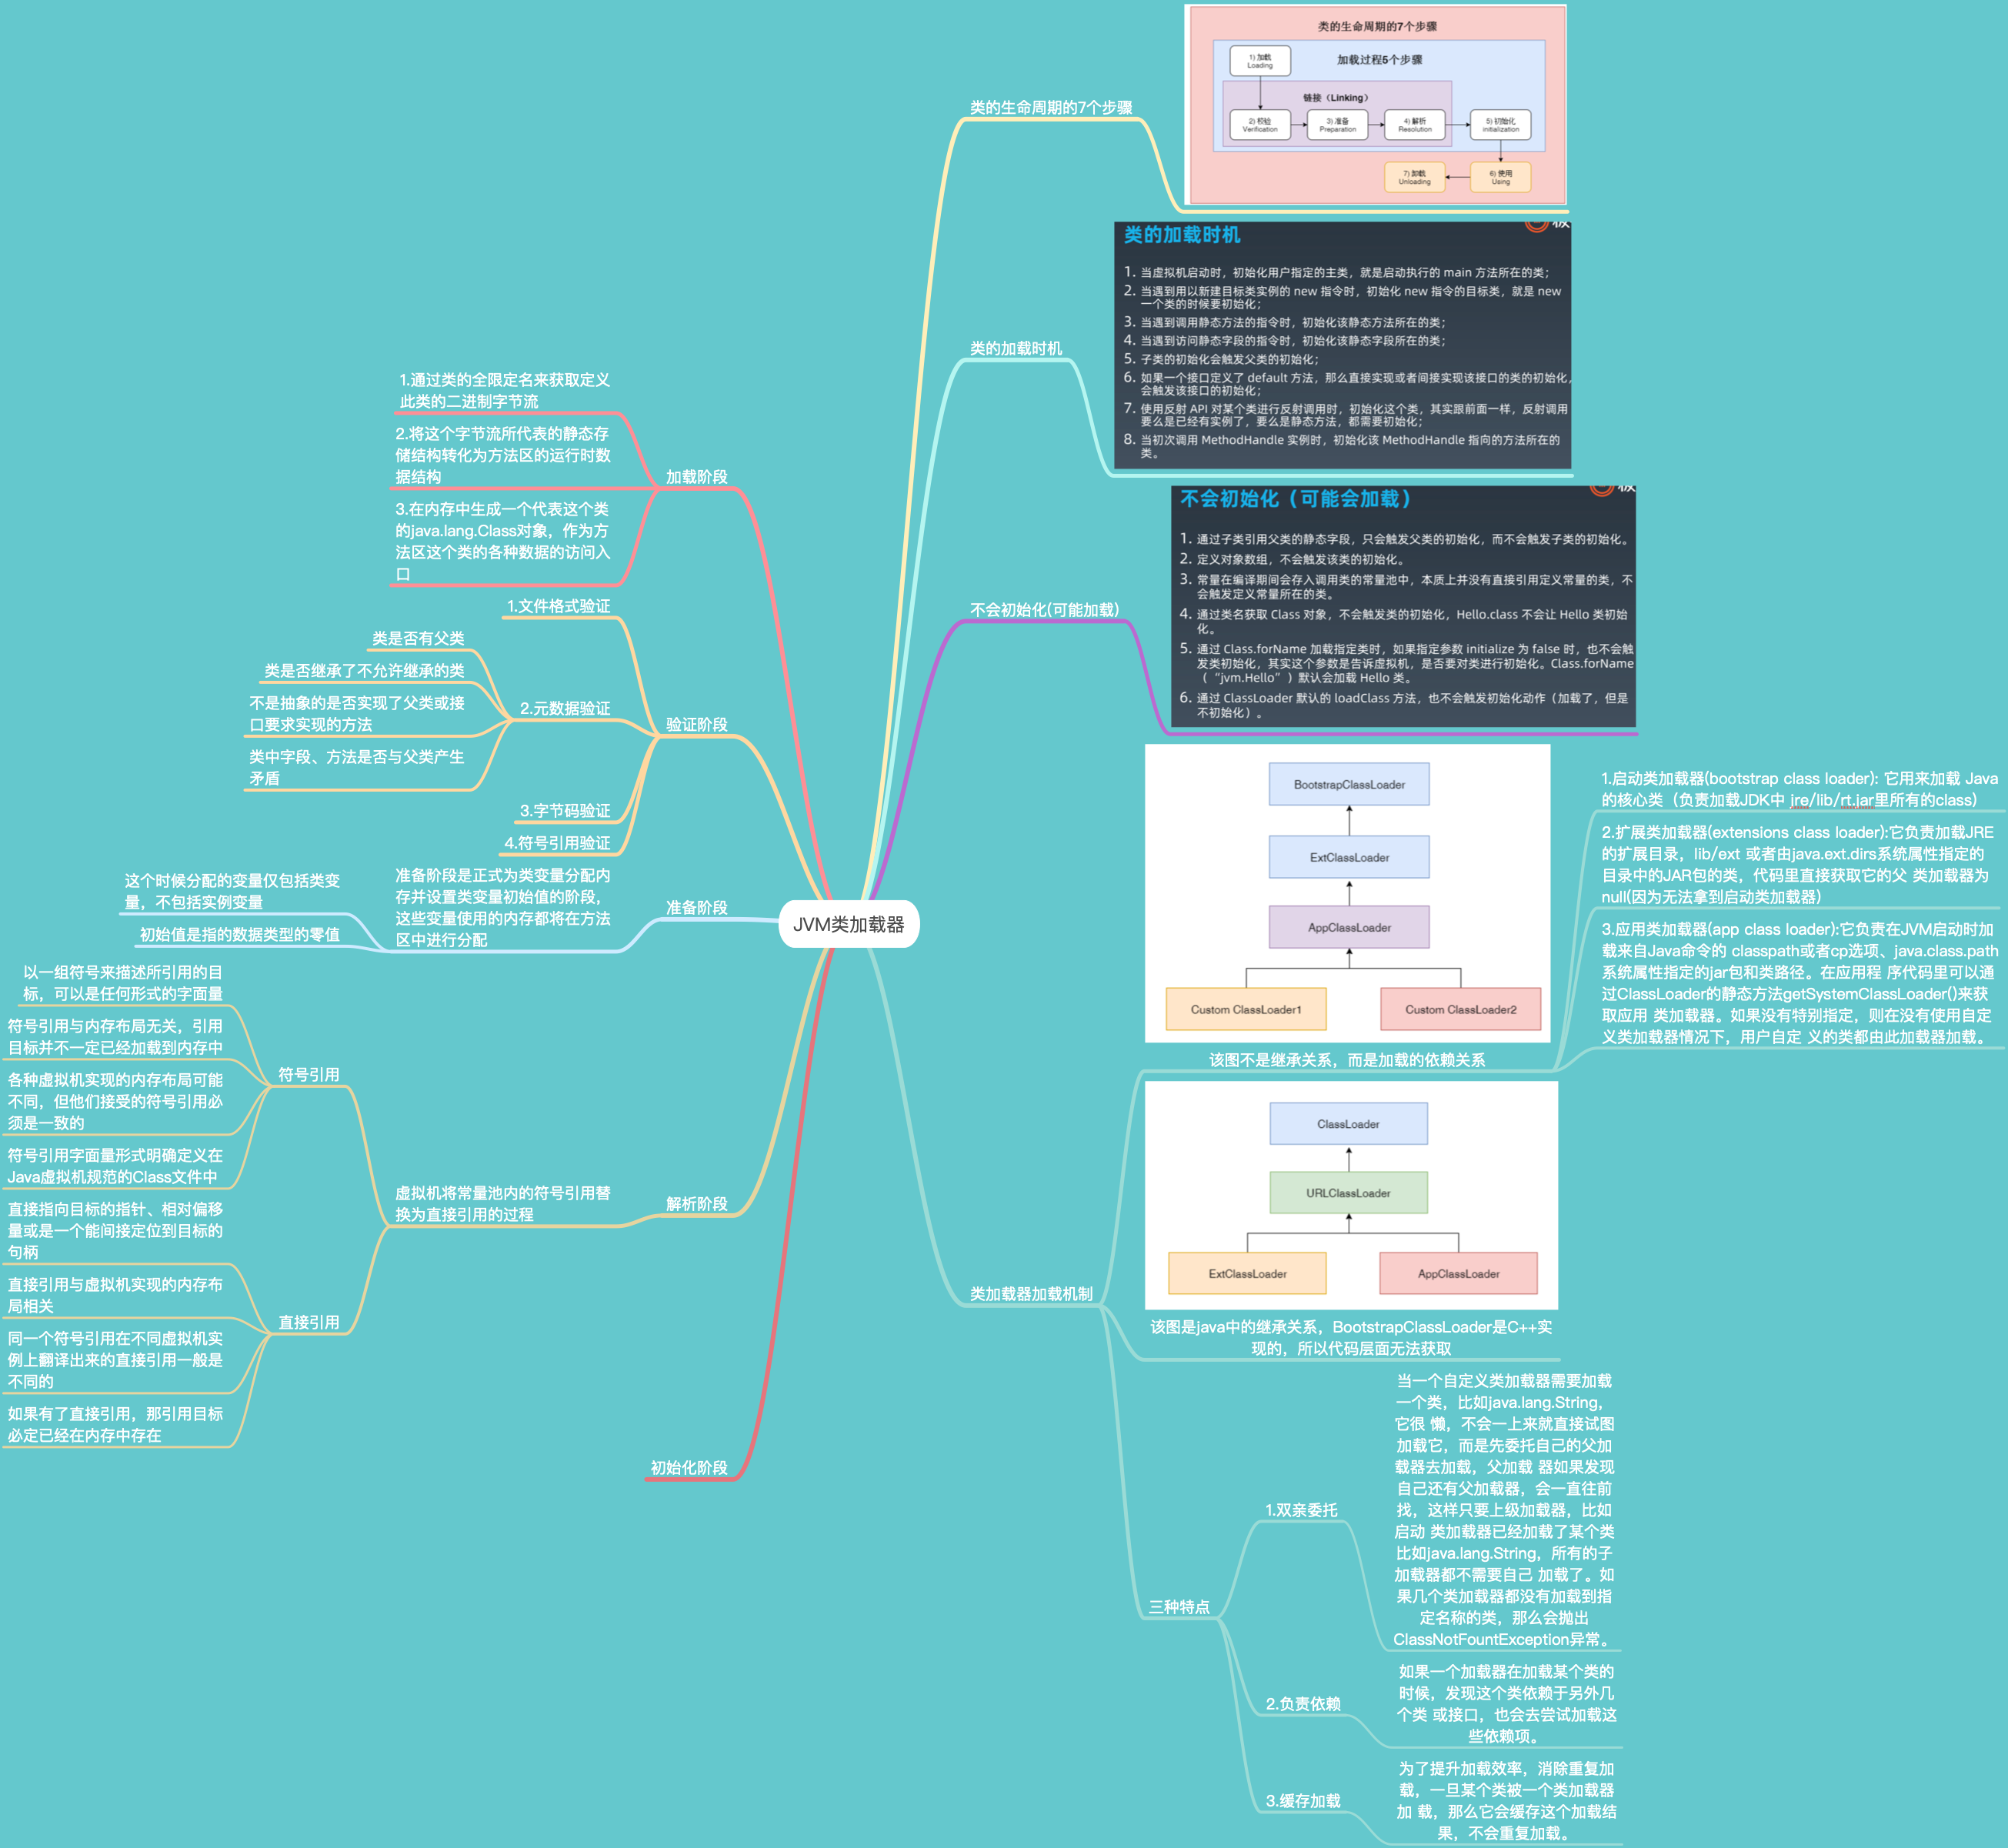 JVM类加载器
类的生命周期的7个步骤
类的生命周期的7个步骤
加载过程5个步骤
1) 加载
Loading
链接（Linking）
2) 校验
Verification
3) 准备
Preparation
4) 解析
Resolution
5) 初始化
initialization
7) 卸载
Unloading
6) 使用
Using
类的加载时机
类的加载时机
1. 当虚拟机启动时，初始化用户指定的主类，就是启动执行的 main 方法所在的类；
2. 当遇到用以新建目标类实例的 new 指令时，初始化 new 指令的目标类，就是 new
一个类的时候要初始化；
3. 当遇到调用静态方法的指令时，初始化该静态方法所在的类；
4. 当遇到访问静态字段的指令时，初始化该静态字段所在的类；
5. 子类的初始化会触发父类的初始化；
6. 如果一个接口定义了 default 方法，那么直接实现或者间接实现该接口的类的初始化，
会触发该接口的初始化；
7. 使用反射 API 对某个类进行反射调用时，初始化这个类，其实跟前面一样，反射调用
要么是已经有实例了，要么是静态方法，都需要初始化；
8. 当初次调用 MethodHandle 实例时，初始化该 MethodHandle 指向的方法所在的
类。
不会初始化(可能加载)
不会初始化（可能会加载）
1. 通过子类引用父类的静态字段，只会触发父类的初始化，而不会触发子类的初始化。
2. 定义对象数组，不会触发该类的初始化。
3. 常量在编译期间会存入调用类的常量池中，本质上并没有直接引用定义常量的类，不
会触发定义常量所在的类。
4. 通过类名获取 Class 对象，不会触发类的初始化，Hello.class 不会让 Hello 类初始
化。
5. 通过 Class.forName 加载指定类时，如果指定参数 initialize 为 false 时，也不会触
发类初始化，其实这个参数是告诉虚拟机，是否要对类进行初始化。Class.forName
（“jvm.Hello”）默认会加载 Hello 类。
6. 通过 ClassLoader 默认的 loadClass 方法，也不会触发初始化动作（加载了，但是
不初始化）。
类加载器加载机制
BootstrapClassLoader
ExtClassLoader
AppClassLoader
Custom ClassLoader1
Custom ClassLoader2
该图不是继承关系，而是加载的依赖关系
1.启动类加载器(bootstrap class loader): 它用来加载 Java
的核心类（负责加载JDK中 jre/lib/rt.jar里所有的class)
2.扩展类加载器(extensions class loader):它负责加载JRE
的扩展目录，lib/ext 或者由java.ext.dirs系统属性指定的
目录中的JAR包的类，代码里直接获取它的父 类加载器为
null(因为无法拿到启动类加载器)
3.应用类加载器(app class loader):它负责在JVM启动时加
载来自Java命令的 classpath或者cp选项、java.class.path
系统属性指定的jar包和类路径。在应用程 序代码里可以通
过ClassLoader的静态方法getSystemClassLoader()来获
取应用 类加载器。如果没有特别指定，则在没有使用自定
义类加载器情况下，用户自定 义的类都由此加载器加载。
ClassLoader
URLClassLoader
ExtClassLoader
AppClassLoader
该图是java中的继承关系，BootstrapClassLoader是C++实
现的，所以代码层面无法获取
三种特点
1.双亲委托
当一个自定义类加载器需要加载
一个类，比如java.lang.String，
它很 懒，不会一上来就直接试图
加载它，而是先委托自己的父加
载器去加载，父加载 器如果发现
自己还有父加载器，会一直往前
找，这样只要上级加载器，比如
启动 类加载器已经加载了某个类
比如java.lang.String，所有的子
加载器都不需要自己 加载了。如
果几个类加载器都没有加载到指
定名称的类，那么会抛出
ClassNotFountException异常。
2.负责依赖
如果一个加载器在加载某个类的
时候，发现这个类依赖于另外几
个类 或接口，也会去尝试加载这
些依赖项。
3.缓存加载
为了提升加载效率，消除重复加
载，一旦某个类被一个类加载器
加 载，那么它会缓存这个加载结
果，不会重复加载。
加载阶段
1.通过类的全限定名来获取定义
此类的二进制字节流
2.将这个字节流所代表的静态存
储结构转化为方法区的运行时数
据结构
3.在内存中生成一个代表这个类
的java.lang.Class对象，作为方
法区这个类的各种数据的访问入
口
验证阶段
1.文件格式验证
2.元数据验证
类是否有父类
类是否继承了不允许继承的类
不是抽象的是否实现了父类或接
口要求实现的方法
类中字段、方法是否与父类产生
矛盾
3.字节码验证
4.符号引用验证
准备阶段
准备阶段是正式为类变量分配内
存并设置类变量初始值的阶段，
这些变量使用的内存都将在方法
区中进行分配
这个时候分配的变量仅包括类变
量，不包括实例变量
初始值是指的数据类型的零值
解析阶段
虚拟机将常量池内的符号引用替
换为直接引用的过程
符号引用
以一组符号来描述所引用的目
标，可以是任何形式的字面量
符号引用与内存布局无关，引用
目标并不一定已经加载到内存中
各种虚拟机实现的内存布局可能
不同，但他们接受的符号引用必
须是一致的
符号引用字面量形式明确定义在
Java虚拟机规范的Class文件中
直接引用
直接指向目标的指针、相对偏移
量或是一个能间接定位到目标的
句柄
直接引用与虚拟机实现的内存布
局相关
同一个符号引用在不同虚拟机实
例上翻译出来的直接引用一般是
不同的
如果有了直接引用，那引用目标
必定已经在内存中存在
初始化阶段